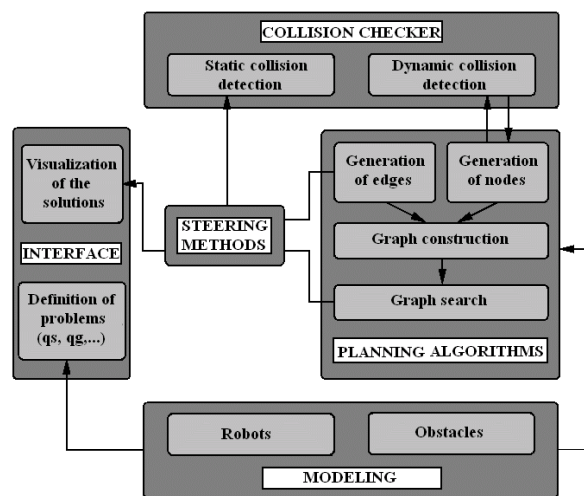 COLLISION CHECKER
Static collision
detection
Dynamic collision
detection
Visualization
of the
solutions
INTERFACE
Definition of
problems
(qs, qg,...)
STEERING
METHODS
Generation
of edges
Generation
of nodes
Graph construction
Graph search
PLANNING ALGORITHMS
Robots
Obstacles
MODELING